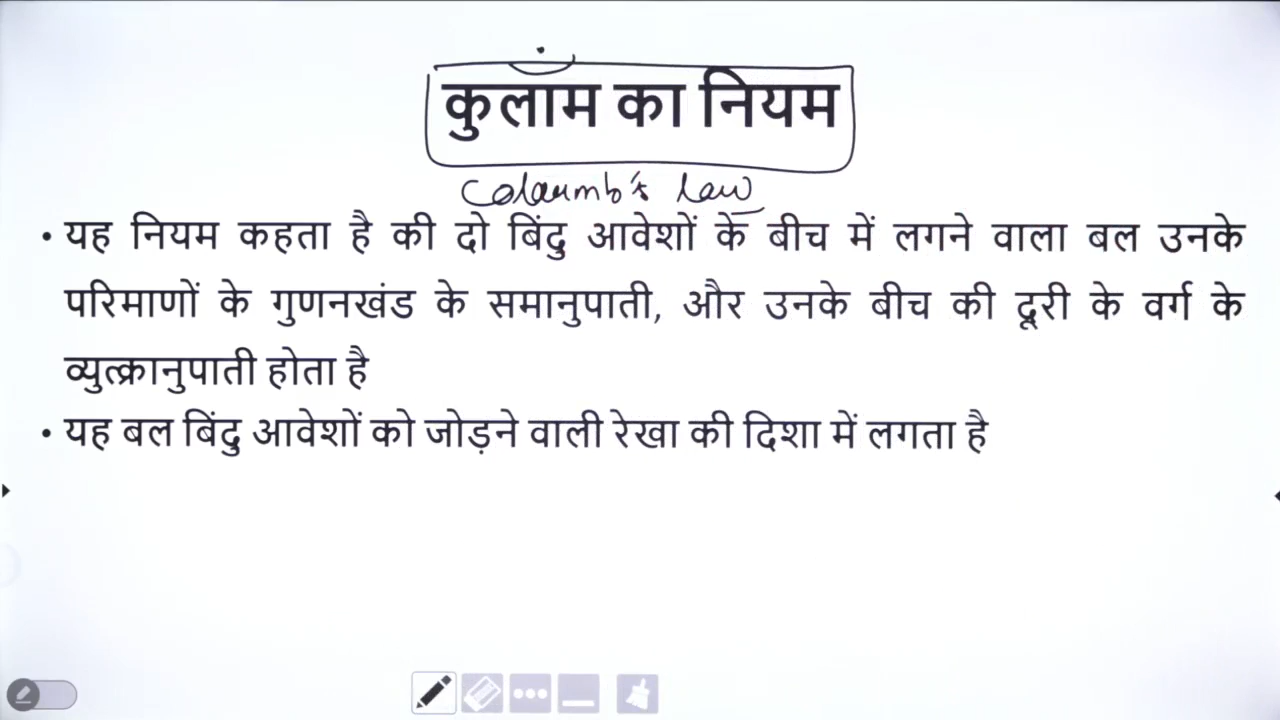 कुलाम का नियम
Colaumb's law
• यह नियम कहता है की दो बिंदु आवेशों के बीच में लगने वाला बल उनके
परिमाणों के गुणनखंड के समानुपाती, और उनके बीच की दूरी के वर्ग के
व्युत्क्रानुपाती होता है
• यह बल बिंदु आवेशों को जोड़ने वाली रेखा की दिशा में लगता है